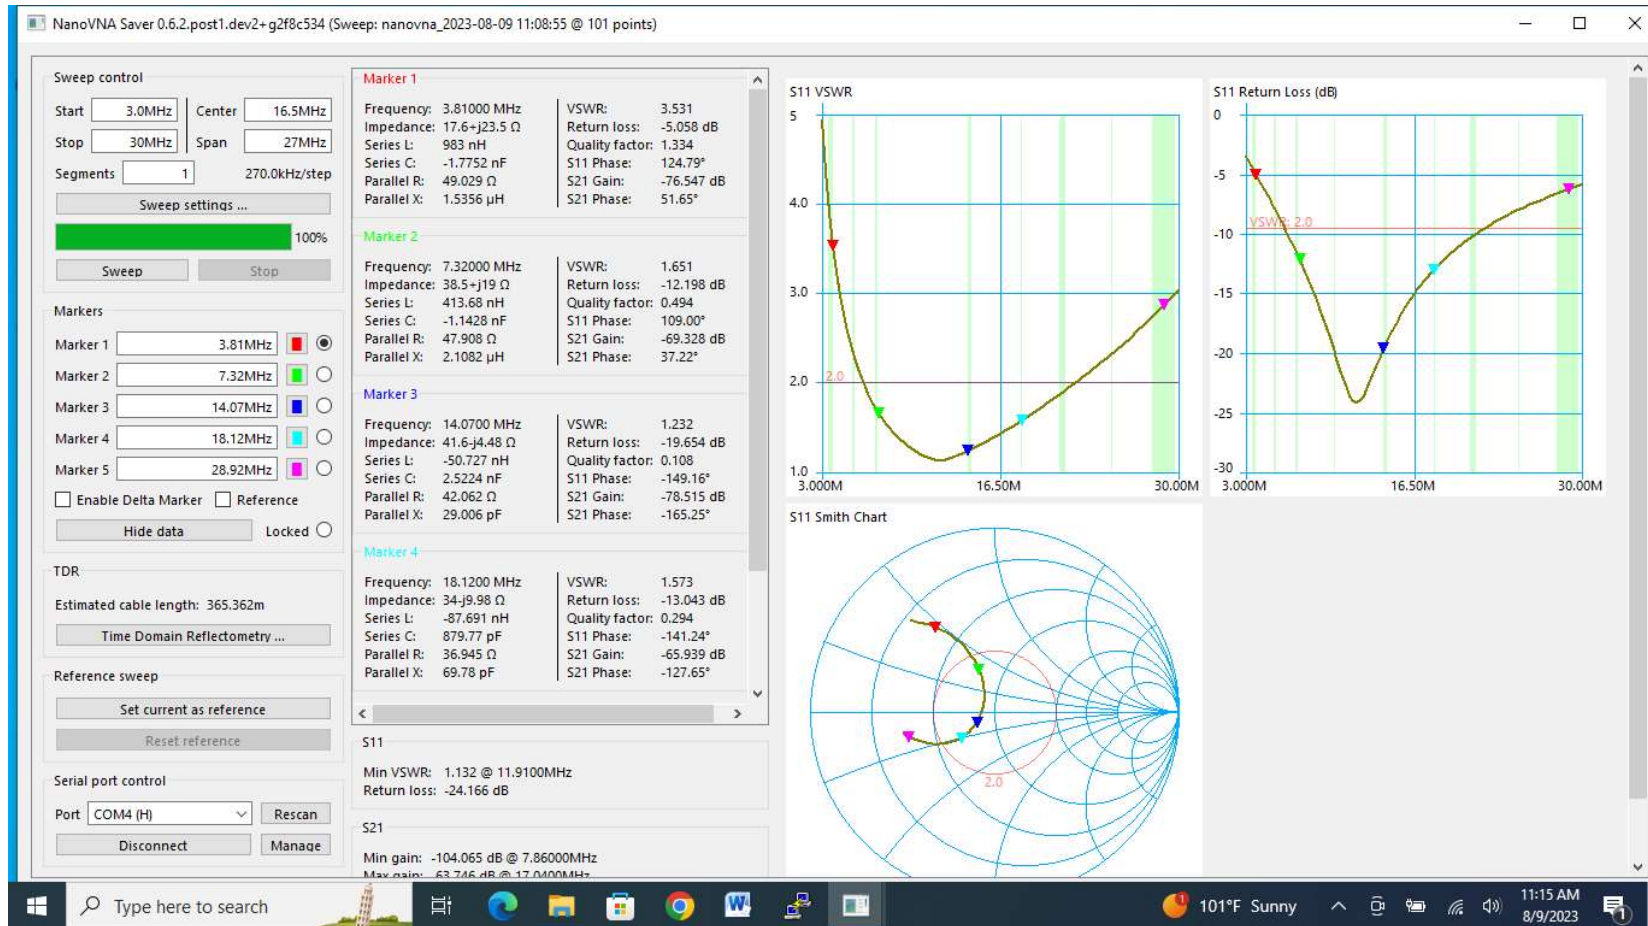 NanoVNA Saver 0.6.2.post1.dev2+g2f8c534 (Sweep: nanovna_2023-08-09 11:08:55 @ 101 points)
Sweep control
Start 3.0MHz Center 16.5MHz
Stop 30MHz Span 27MHz
Segments 1 270.0kHz/step
Sweep settings ...
100%
Sweep Stop
Markers
Marker 1 3.81MHz
Marker 2 7.32MHz
Marker 3 14.07MHz
Marker 4 18.12MHz
Marker 5 28.92MHz
Enable Delta Marker Reference
Hide data Locked
TDR
Estimated cable length: 365.362m
Time Domain Reflectometry ...
Reference sweep
Set current as reference
Reset reference
Serial port control
Port COM4 (H) Rescan
Disconnect Manage
Marker 1
Frequency: 3.81000 MHz VSWR: 3.531
Impedance: 17.6+j23.5 Ω Return loss: -5.058 dB
Series L: 983 nH Quality factor: 1.334
Series C: -1.7752 nF S11 Phase: 124.79°
Parallel R: 49.029 Ω S21 Gain: -76.547 dB
Parallel X: 1.5356 µH S21 Phase: 51.65°
Marker 2
Frequency: 7.32000 MHz VSWR: 1.651
Impedance: 38.5+j19 Ω Return loss: -12.198 dB
Series L: 413.68 nH Quality factor: 0.494
Series C: -1.1428 nF S11 Phase: 109.00°
Parallel R: 47.908 Ω S21 Gain: -69.328 dB
Parallel X: 2.1082 µH S21 Phase: 37.22°
Marker 3
Frequency: 14.0700 MHz VSWR: 1.232
Impedance: 41.6-j4.48 Ω Return loss: -19.654 dB
Series L: -50.727 nH Quality factor: 0.108
Series C: 2.5224 nF S11 Phase: -149.16°
Parallel R: 42.062 Ω S21 Gain: -78.515 dB
Parallel X: 29.006 pF S21 Phase: -165.25°
Marker 4
Frequency: 18.1200 MHz VSWR: 1.573
Impedance: 34-j9.98 Ω Return loss: -13.043 dB
Series L: -87.691 nH Quality factor: 0.294
Series C: 879.77 pF S11 Phase: -141.24°
Parallel R: 36.945 Ω S21 Gain: -65.939 dB
Parallel X: 69.78 pF S21 Phase: -127.65°
S11
Min VSWR: 1.132 @ 11.9100MHz
Return loss: -24.166 dB
S21
Min gain: -104.065 dB @ 7.86000MHz
Max gain: -63.746 dB @ 17.0400MHz
S11 VSWR
5
4.0
3.0
2.0 2.0
1.0
3.000M 16.50M 30.00M
S11 Return Loss (dB)
0
-5
VSWR: 2.0
-10
-15
-20
-25
-30
3.000M 16.50M 30.00M
S11 Smith Chart
2.0
Type here to search
W
1
101°F Sunny
11:15 AM
8/9/2023
1